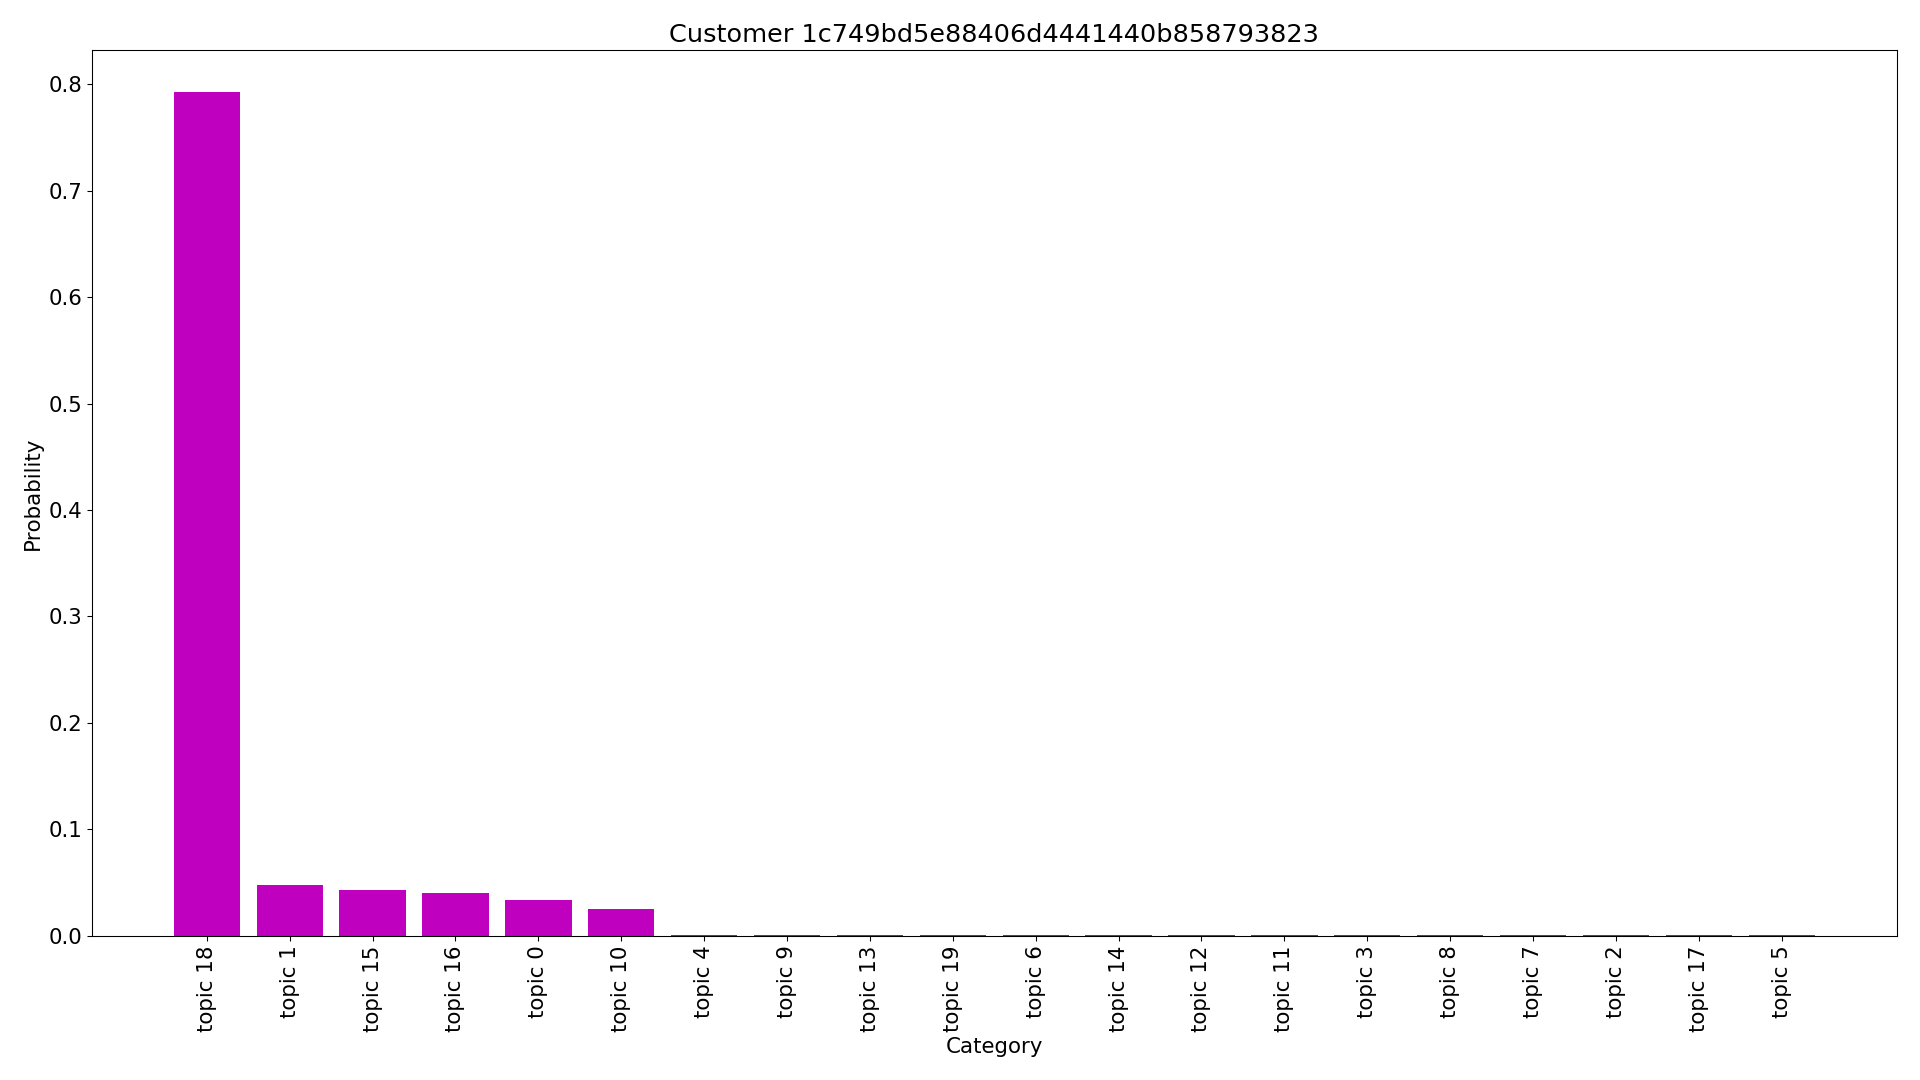 Customer 1c749bd5e88406d4441440b858793823
0.8
0.7
0.6
0.5
0.4
0.3
0.2
0.1
0.0
Probability
topic 18
topic 1
topic 15
topic 16
topic 0
topic 10
topic 4
topic 9
topic 13
topic 19
topic 6
topic 14
topic 12
topic 11
topic 3
topic 8
topic 7
topic 2
topic 17
topic 5
Category